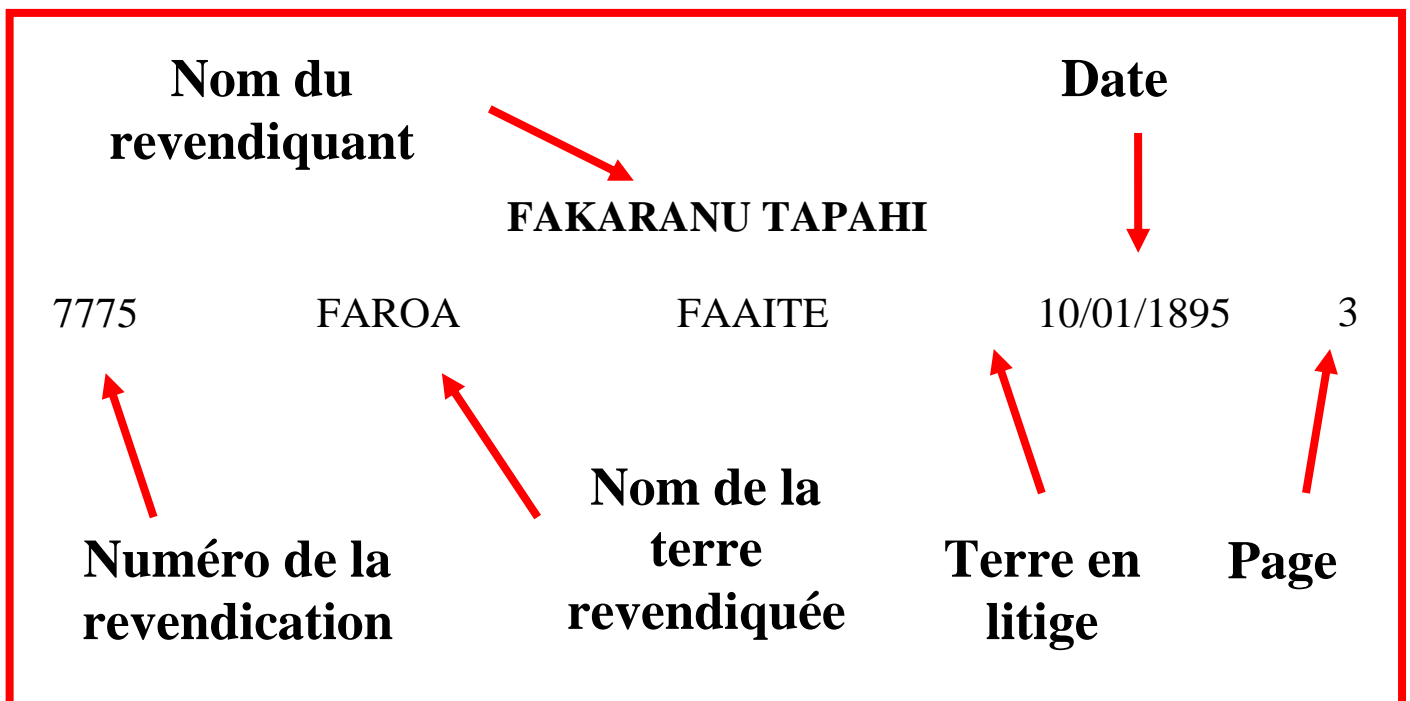 Nom du
revendiquant
Date
FAKARANU TAPAHI
7775 FAROA FAAITE 10/01/1895 3
Numéro de la
revendication
Nom de la
terre
revendiquée
Terre en
litige
Page